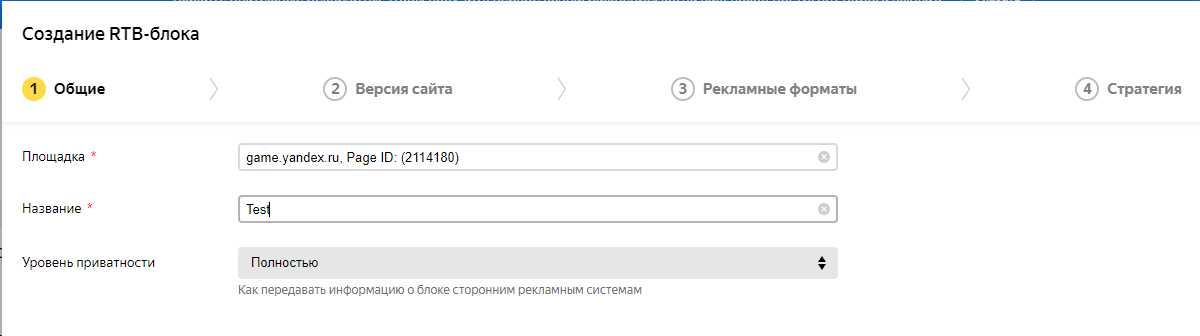 Создание RTB-блока
1 Общие 2 Версия сайта 3 Рекламные форматы 4 Стратегия
Площадка * game.yandex.ru, Page ID: (2114180)
Название * Test
Уровень приватности Полностью
Как передавать информацию о блоке сторонним рекламным системам